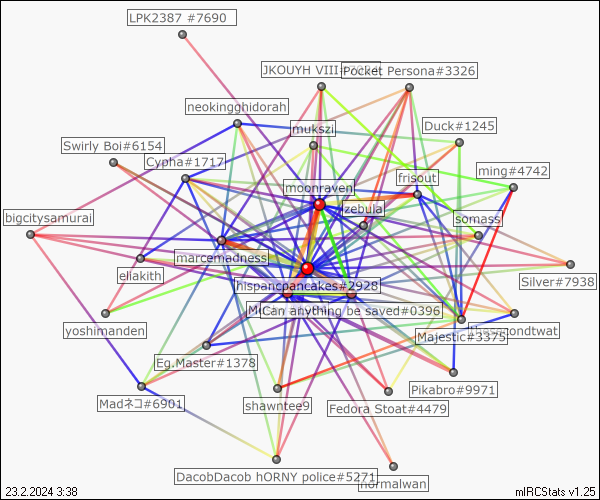 LPK2387 #7690
JKOUYH VIII
Pocket Persona#3326
neokingghidorah
mukszi
Duck#1245
Swirly Boi#6154
Cypha#1717
ming#4742
frisout
moonraven
zebula
bigcitysamurai
somass
marcemadness
eliakith
Silver#7938
hispancpancakes#2928
Can anything be saved#0396
yoshimanden
Majestic#3375
Eg.Master#1378
Pikabro#9971
Madネコ#6901
shawntee9
Fedora Stoat#4479
DacobDacob hORNY police#5271
normalwan
23.2.2024 3:38
mIRCStats v1.25